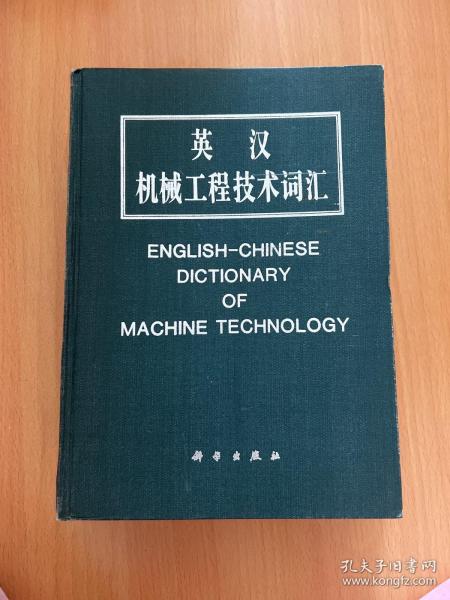 英汉
机械工程技术词汇
ENGLISH-CHINESE
DICTIONARY
OF
MACHINE TECHNOLOGY
科学出版社
孔夫子旧书网
www.kongfz.com